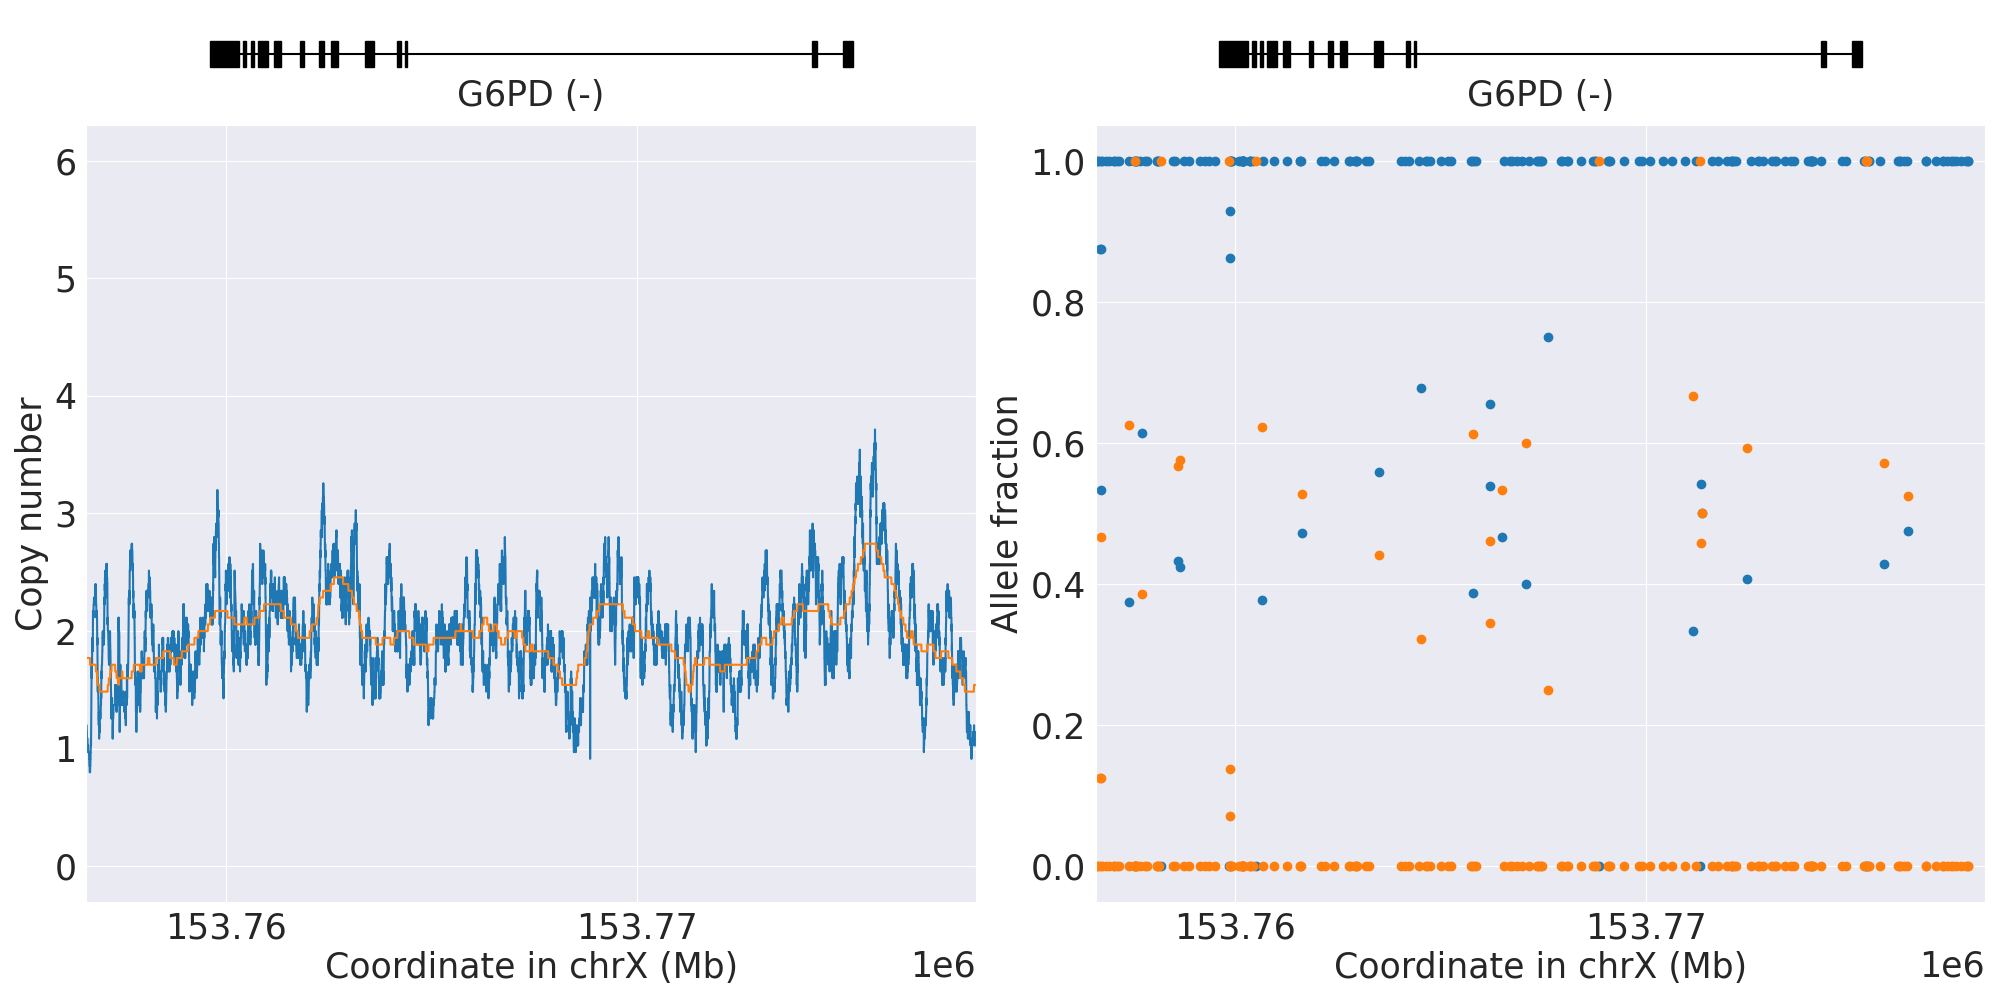 G6PD (-)
6
5
4
3
2
1
0
Copy number
153.76
153.77
Coordinate in chrX (Mb)
1e6
G6PD (-)
1.0
0.8
0.6
0.4
0.2
0.0
Allele fraction
153.76
153.77
Coordinate in chrX (Mb)
1e6